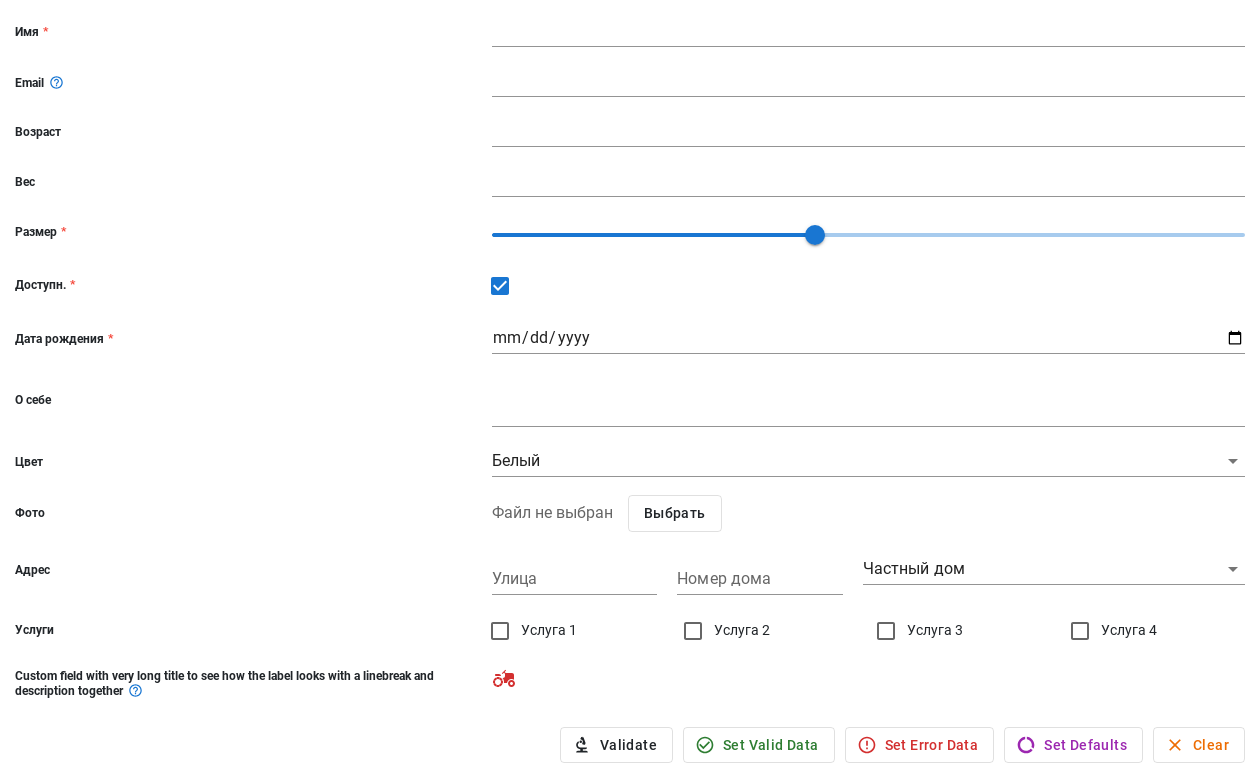 Имя *
Email
Возраст
Вес
Размер *
Доступн. *
Дата рождения *
mm/dd/yyyy
О себе
Цвет
Белый
Фото
Файл не выбран
Выбрать
Адрес
Улица
Номер дома
Частный дом
Услуги
Услуга 1
Услуга 2
Услуга 3
Услуга 4
Custom field with very long title to see how the label looks with a linebreak and
description together
Validate
Set Valid Data
Set Error Data
Set Defaults
Clear